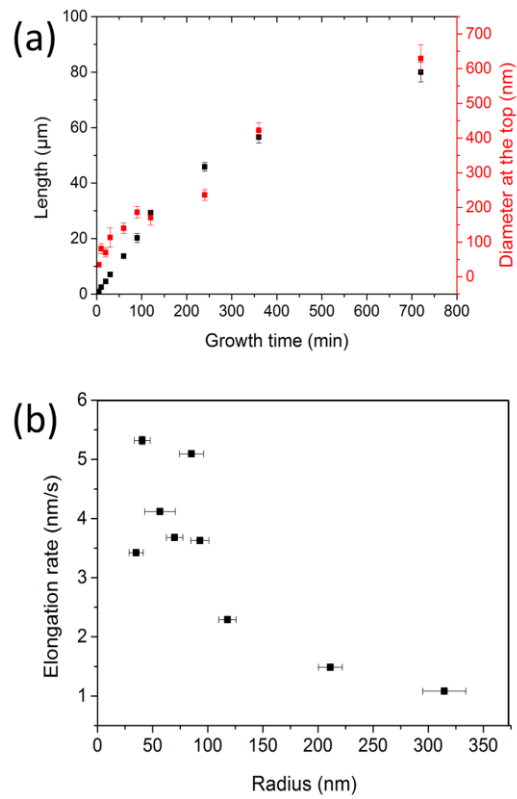 (a)
Length (µm)
100
80
60
40
20
0
0 100 200 300 400 500 600 700 800
Growth time (min)
700
600
500
400
300
200
100
0
Diameter at the top (nm)
(b)
Elongation rate (nm/s)
6
5
4
3
2
1
0 50 100 150 200 250 300 350
Radius (nm)